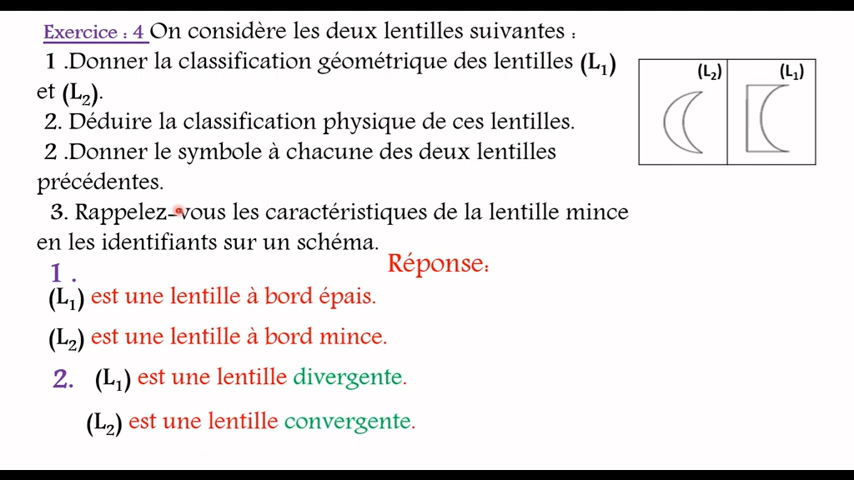 Exercice : 4 On considère les deux lentilles suivantes :
1 .Donner la classification géométrique des lentilles (L₁)
et (L₂).
2. Déduire la classification physique de ces lentilles.
2 .Donner le symbole à chacune des deux lentilles
précédentes.
3. Rappelez-vous les caractéristiques de la lentille mince
en les identifiants sur un schéma.
(L₂) (L₁)
Réponse:
1 .
(L₁) est une lentille à bord épais.
(L₂) est une lentille à bord mince.
2. (L₁) est une lentille divergente.
(L₂) est une lentille convergente.